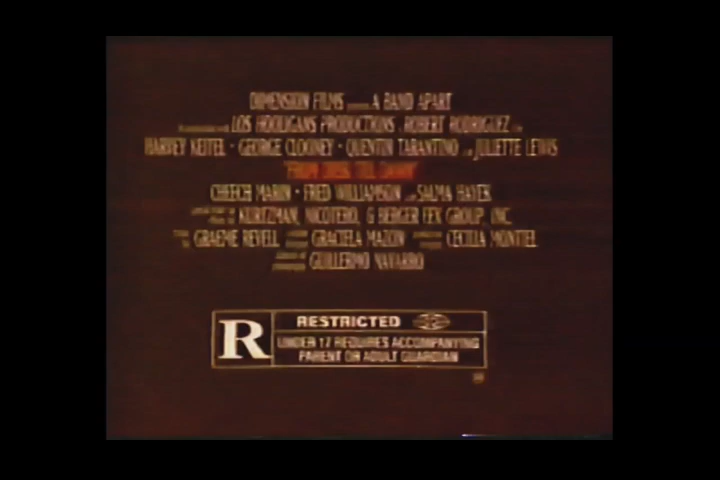 DIMENSION FILMS A BAND APART
LOS HOOLIGANS PRODUCTIONS ROBERT RODRIGUEZ
HARVEY KEITEL · GEORGE CLOONEY · QUENTIN TARANTINO JULIETTE LEWIS
"FROM DUSK TILL DAWN"
CHEECH MARIN · FRED WILLIAMSON SALMA HAYEK
KURTZMAN, NICOTERO, & BERGER FFX GROUP, INC.
GRAEME REVELL GRACIELA MAZON CECILIA MONTIEL
GUILLERMO NAVARRO
R RESTRICTED
UNDER 17 REQUIRES ACCOMPANYING
PARENT OR ADULT GUARDIAN